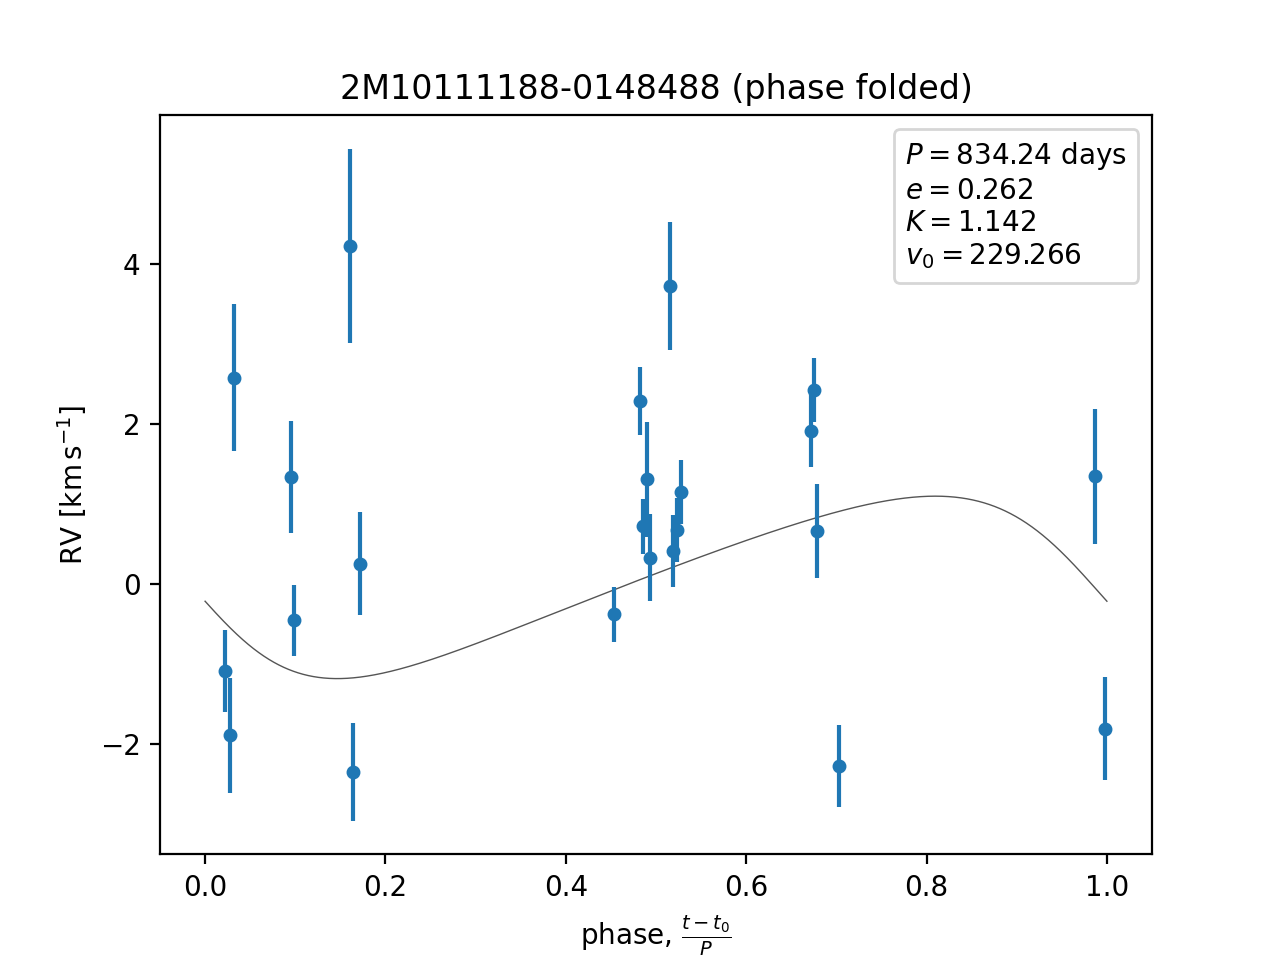 2M10111188-0148488 (phase folded)
P = 834.24 days
e = 0.262
K = 1.142
v₀ = 229.266
4
2
0
−2
RV [km s⁻¹]
0.0 0.2 0.4 0.6 0.8 1.0
phase, (t − t₀)/P